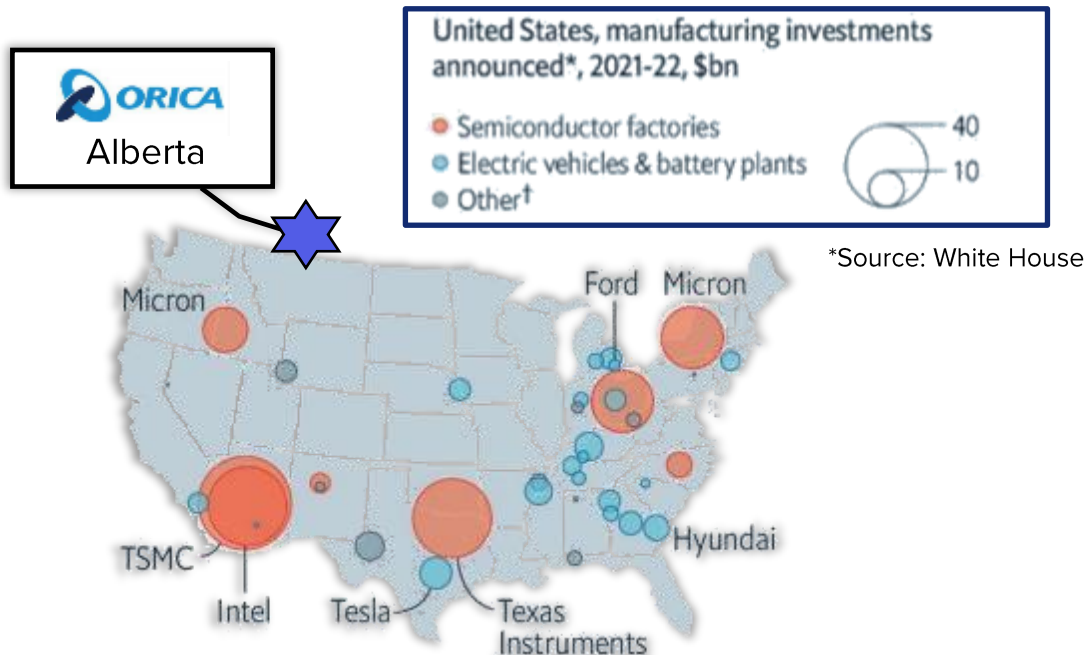 ORICA
Alberta
United States, manufacturing investments
announced*, 2021-22, $bn
Semiconductor factories
Electric vehicles & battery plants
Other†
40
10
*Source: White House
Micron
Ford
Micron
TSMC
Intel
Tesla
Texas
Instruments
Hyundai